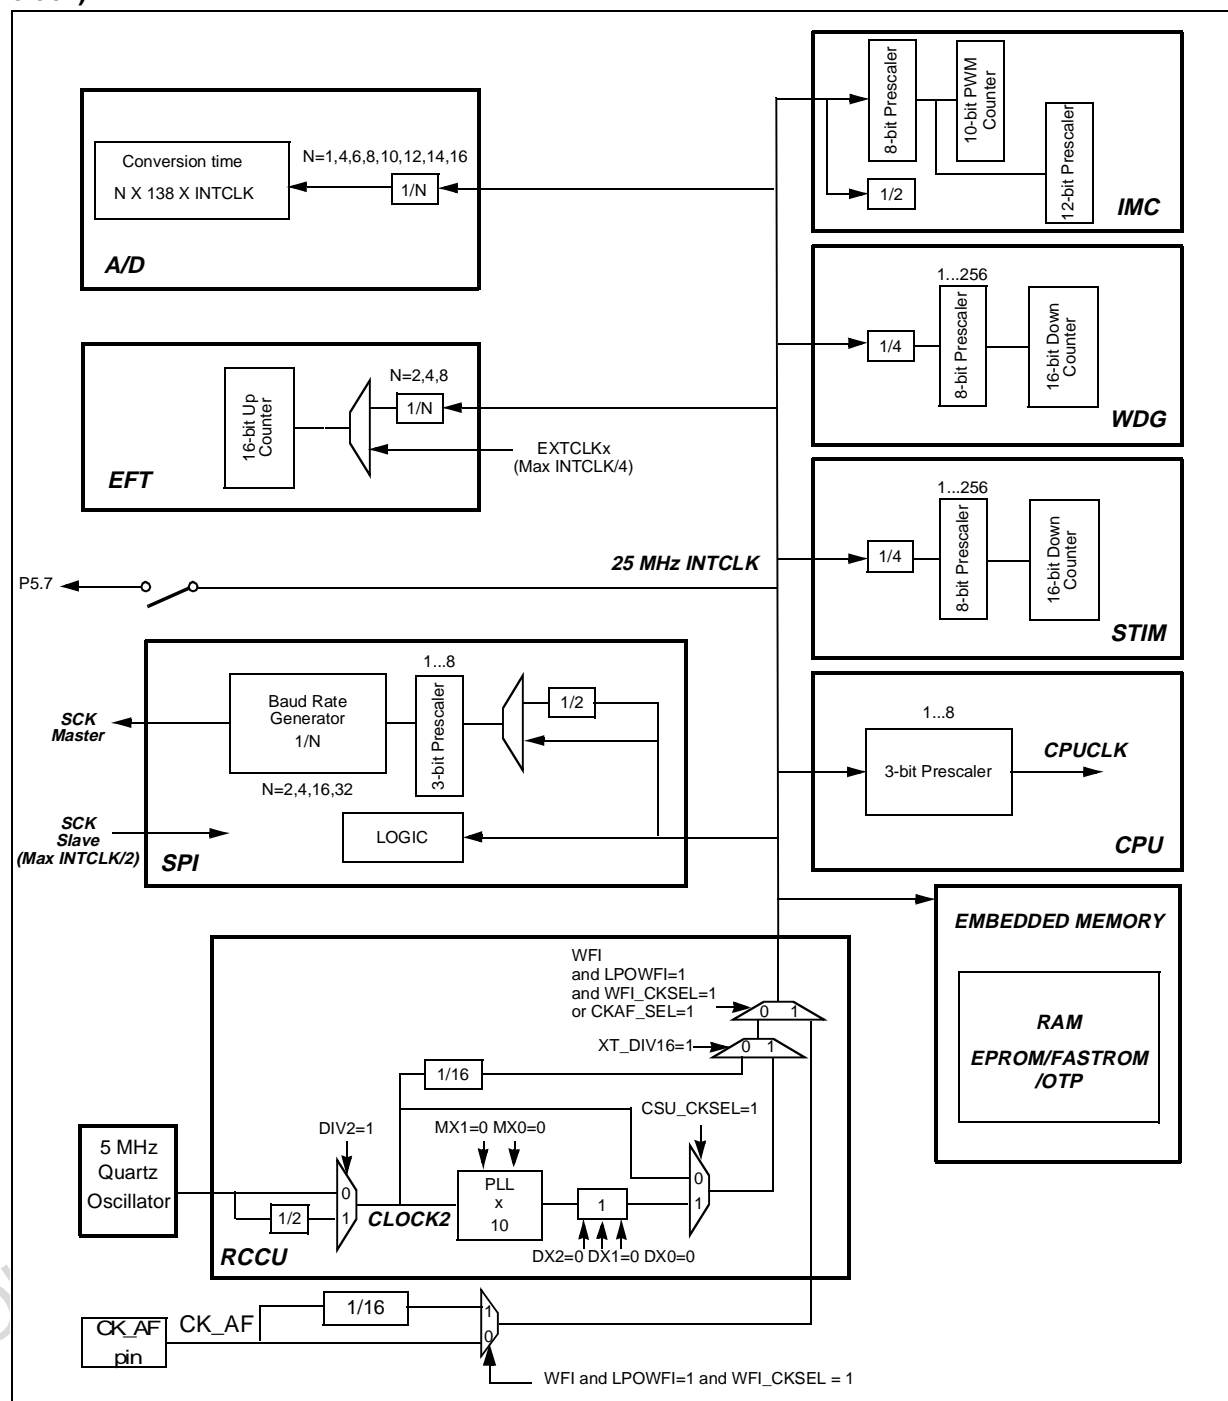 8-bit Prescaler
10-bit PWM
Counter
12-bit Prescaler
1/2
IMC
Conversion time
N X 138 X INTCLK
N=1,4,6,8,10,12,14,16
1/N
A/D
1...256
1/4
8-bit Prescaler
16-bit Down
Counter
WDG
N=2,4,8
1/N
16-bit Up
Counter
EXTCLKx
(Max INTCLK/4)
EFT
1...256
1/4
8-bit Prescaler
16-bit Down
Counter
STIM
25 MHz INTCLK
P5.7
1...8
Baud Rate
Generator
1/N
3-bit Prescaler
1/2
N=2,4,16,32
SCK
Master
SCK
Slave
(Max INTCLK/2)
LOGIC
SPI
1...8
3-bit Prescaler
CPUCLK
CPU
EMBEDDED MEMORY
RAM
EPROM/FASTROM
/OTP
WFI
and LPOWFI=1
and WFI_CKSEL=1
or CKAF_SEL=1
0 1
XT_DIV16=1
0 1
1/16
CSU_CKSEL=1
DIV2=1
MX1=0 MX0=0
5 MHz
Quartz
Oscillator
1/2
0
1
CLOCK2
PLL
x
10
1
0
1
DX2=0 DX1=0 DX0=0
RCCU
CK_AF
pin
CK_AF
1/16
1
0
WFI and LPOWFI=1 and WFI_CKSEL = 1